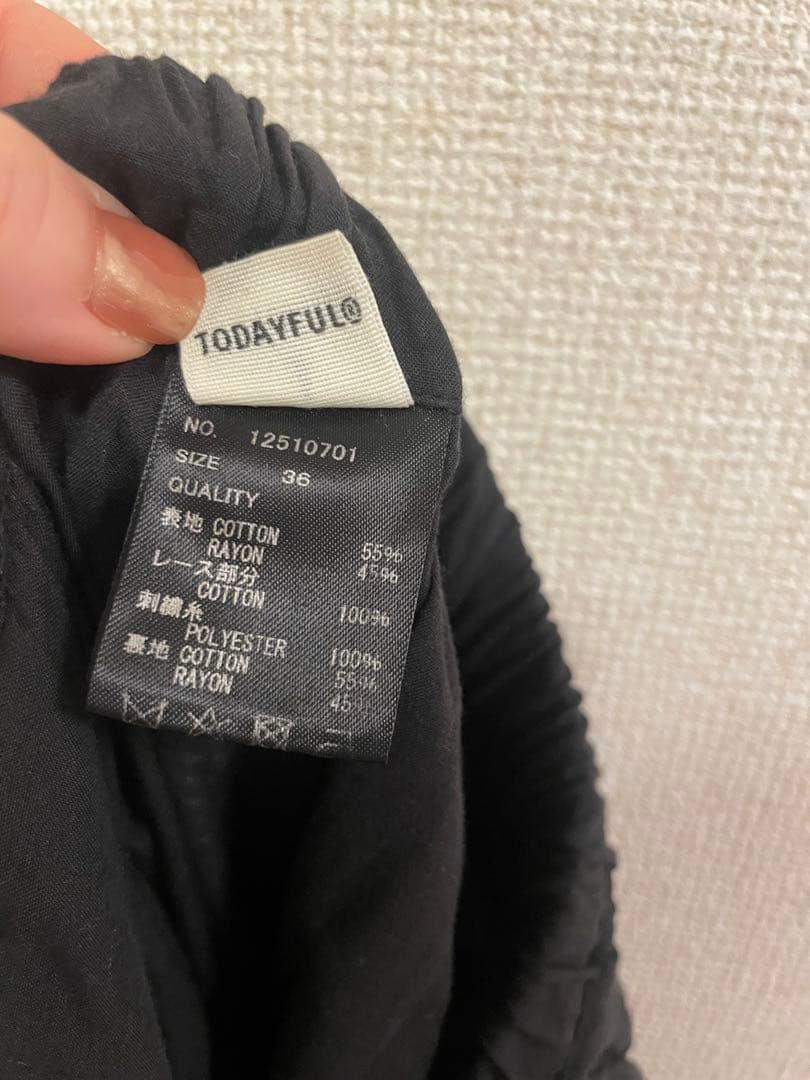 TODAYFUL®
NO. 12510701
SIZE 36
QUALITY
表地 COTTON 55%
RAYON 45%
レース部分
COTTON 100%
刺繍糸
POLYESTER 100%
裏地 COTTON 55%
RAYON 45%